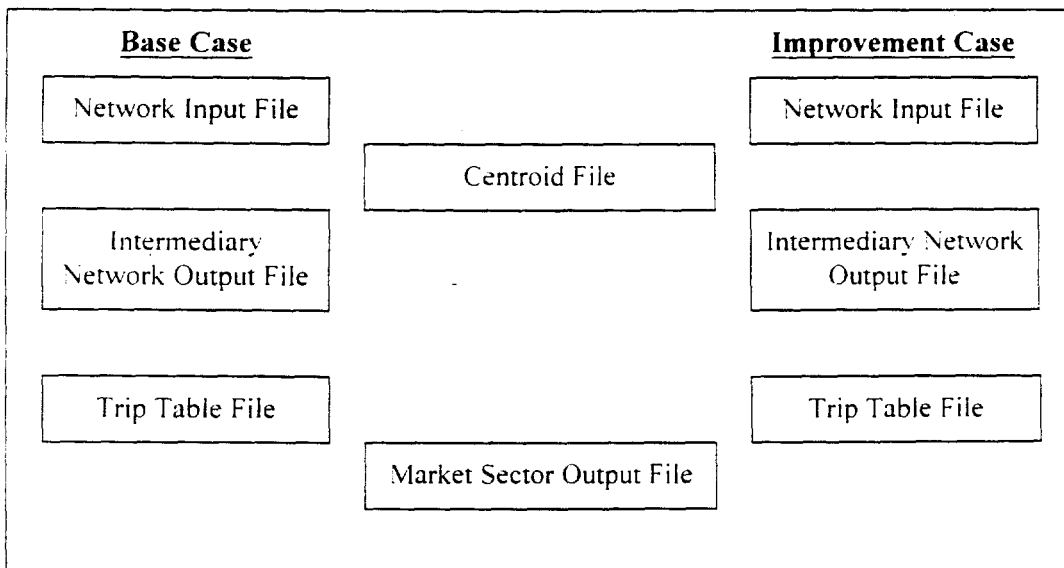 Base Case
Improvement Case
Network Input File
Network Input File
Centroid File
Intermediary
Network Output File
Intermediary Network
Output File
Trip Table File
Trip Table File
Market Sector Output File